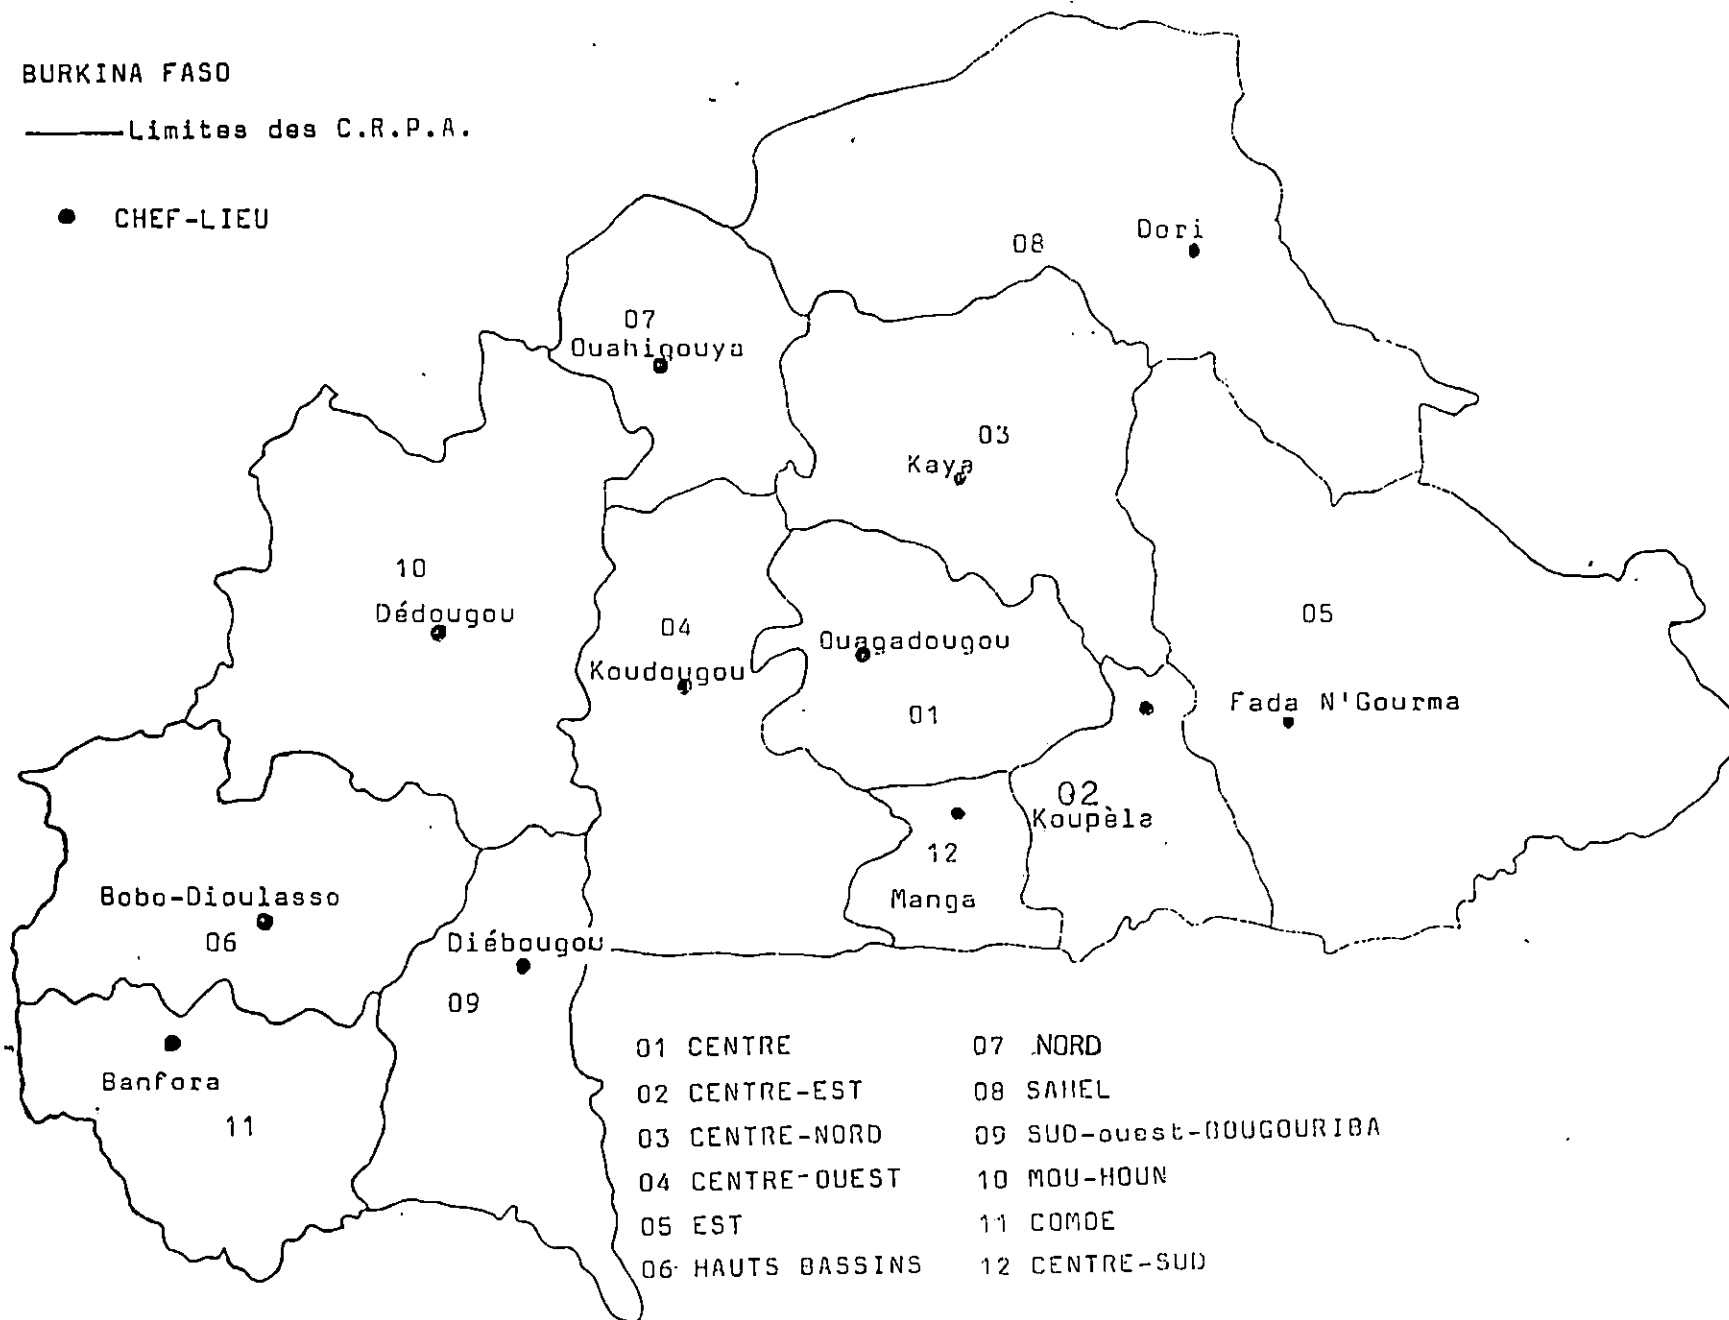 BURKINA FASO
Limites des C.R.P.A.
CHEF-LIEU
Dori
08
07
Ouahigouya
03
Kaya
10
Dédougou
04
Koudougou
Ouagadougou
01
05
Fada N'Gourma
02
Koupèla
12
Manga
Bobo-Dioulasso
06
Diébougou
09
Banfora
11
01 CENTRE
02 CENTRE-EST
03 CENTRE-NORD
04 CENTRE-OUEST
05 EST
06 HAUTS BASSINS
07 NORD
08 SAHEL
09 SUD-ouest-BOUGOURIBA
10 MOU-HOUN
11 COMOE
12 CENTRE-SUD